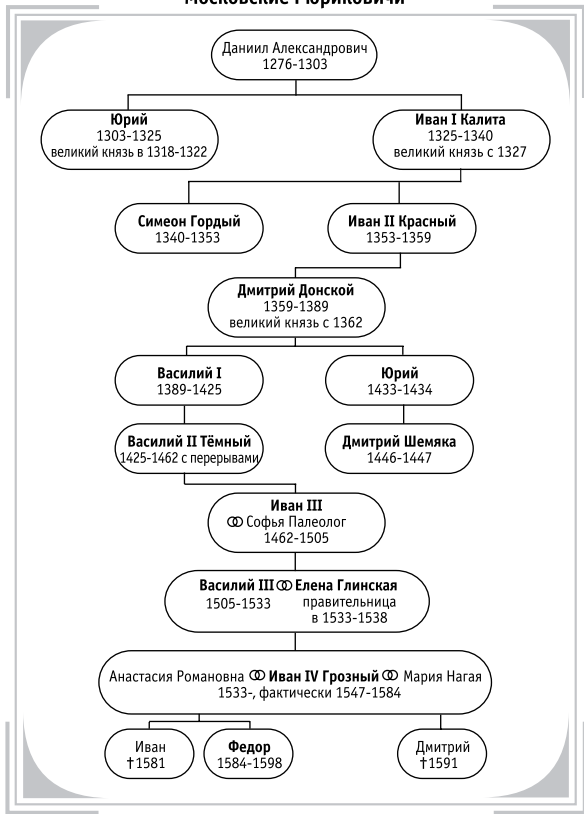 Московские Рюриковичи
Даниил Александрович
1276-1303
Юрий
1303-1325
великий князь в 1318-1322
Иван I Калита
1325-1340
великий князь с 1327
Симеон Гордый
1340-1353
Иван II Красный
1353-1359
Дмитрий Донской
1359-1389
великий князь с 1362
Василий I
1389-1425
Юрий
1433-1434
Василий II Тёмный
1425-1462 с перерывами
Дмитрий Шемяка
1446-1447
Иван III
Софья Палеолог
1462-1505
Василий III Елена Глинская
1505-1533 правительница
в 1533-1538
Анастасия Романовна Иван IV Грозный Мария Нагая
1533-, фактически 1547-1584
Иван
†1581
Федор
1584-1598
Дмитрий
†1591